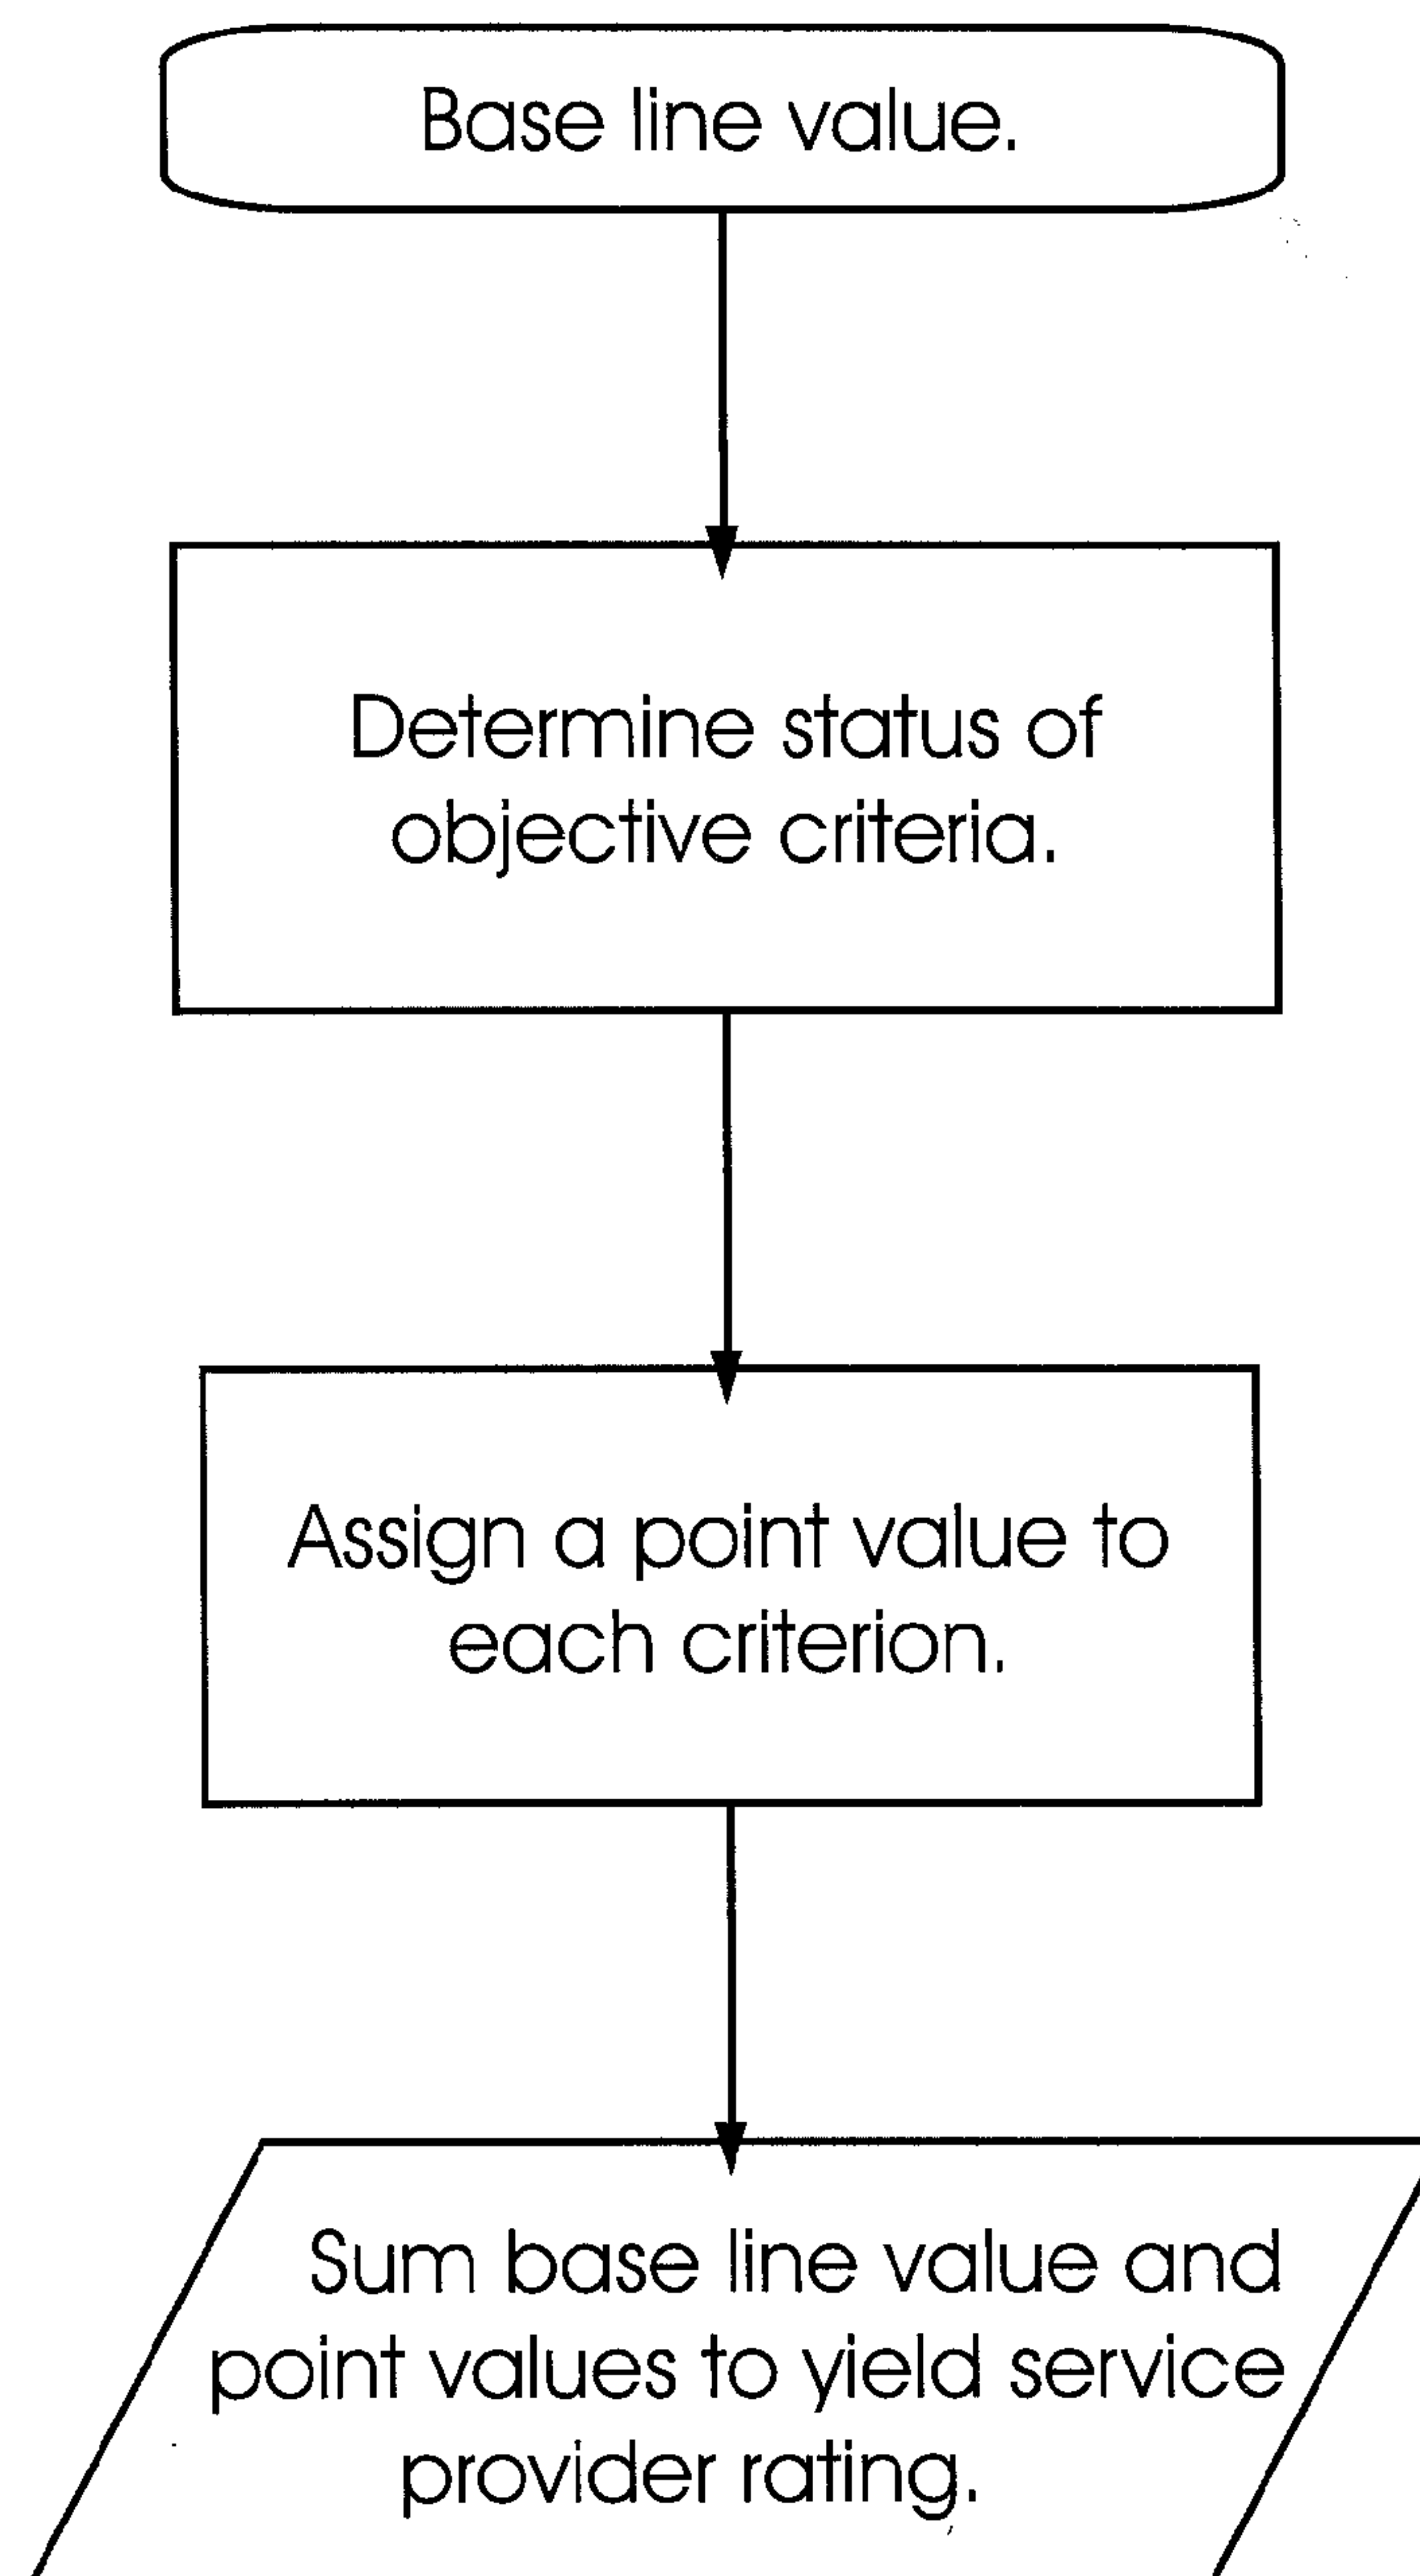 Base line value.
Determine status of
objective criteria.
Assign a point value to
each criterion.
Sum base line value and
point values to yield service
provider rating.